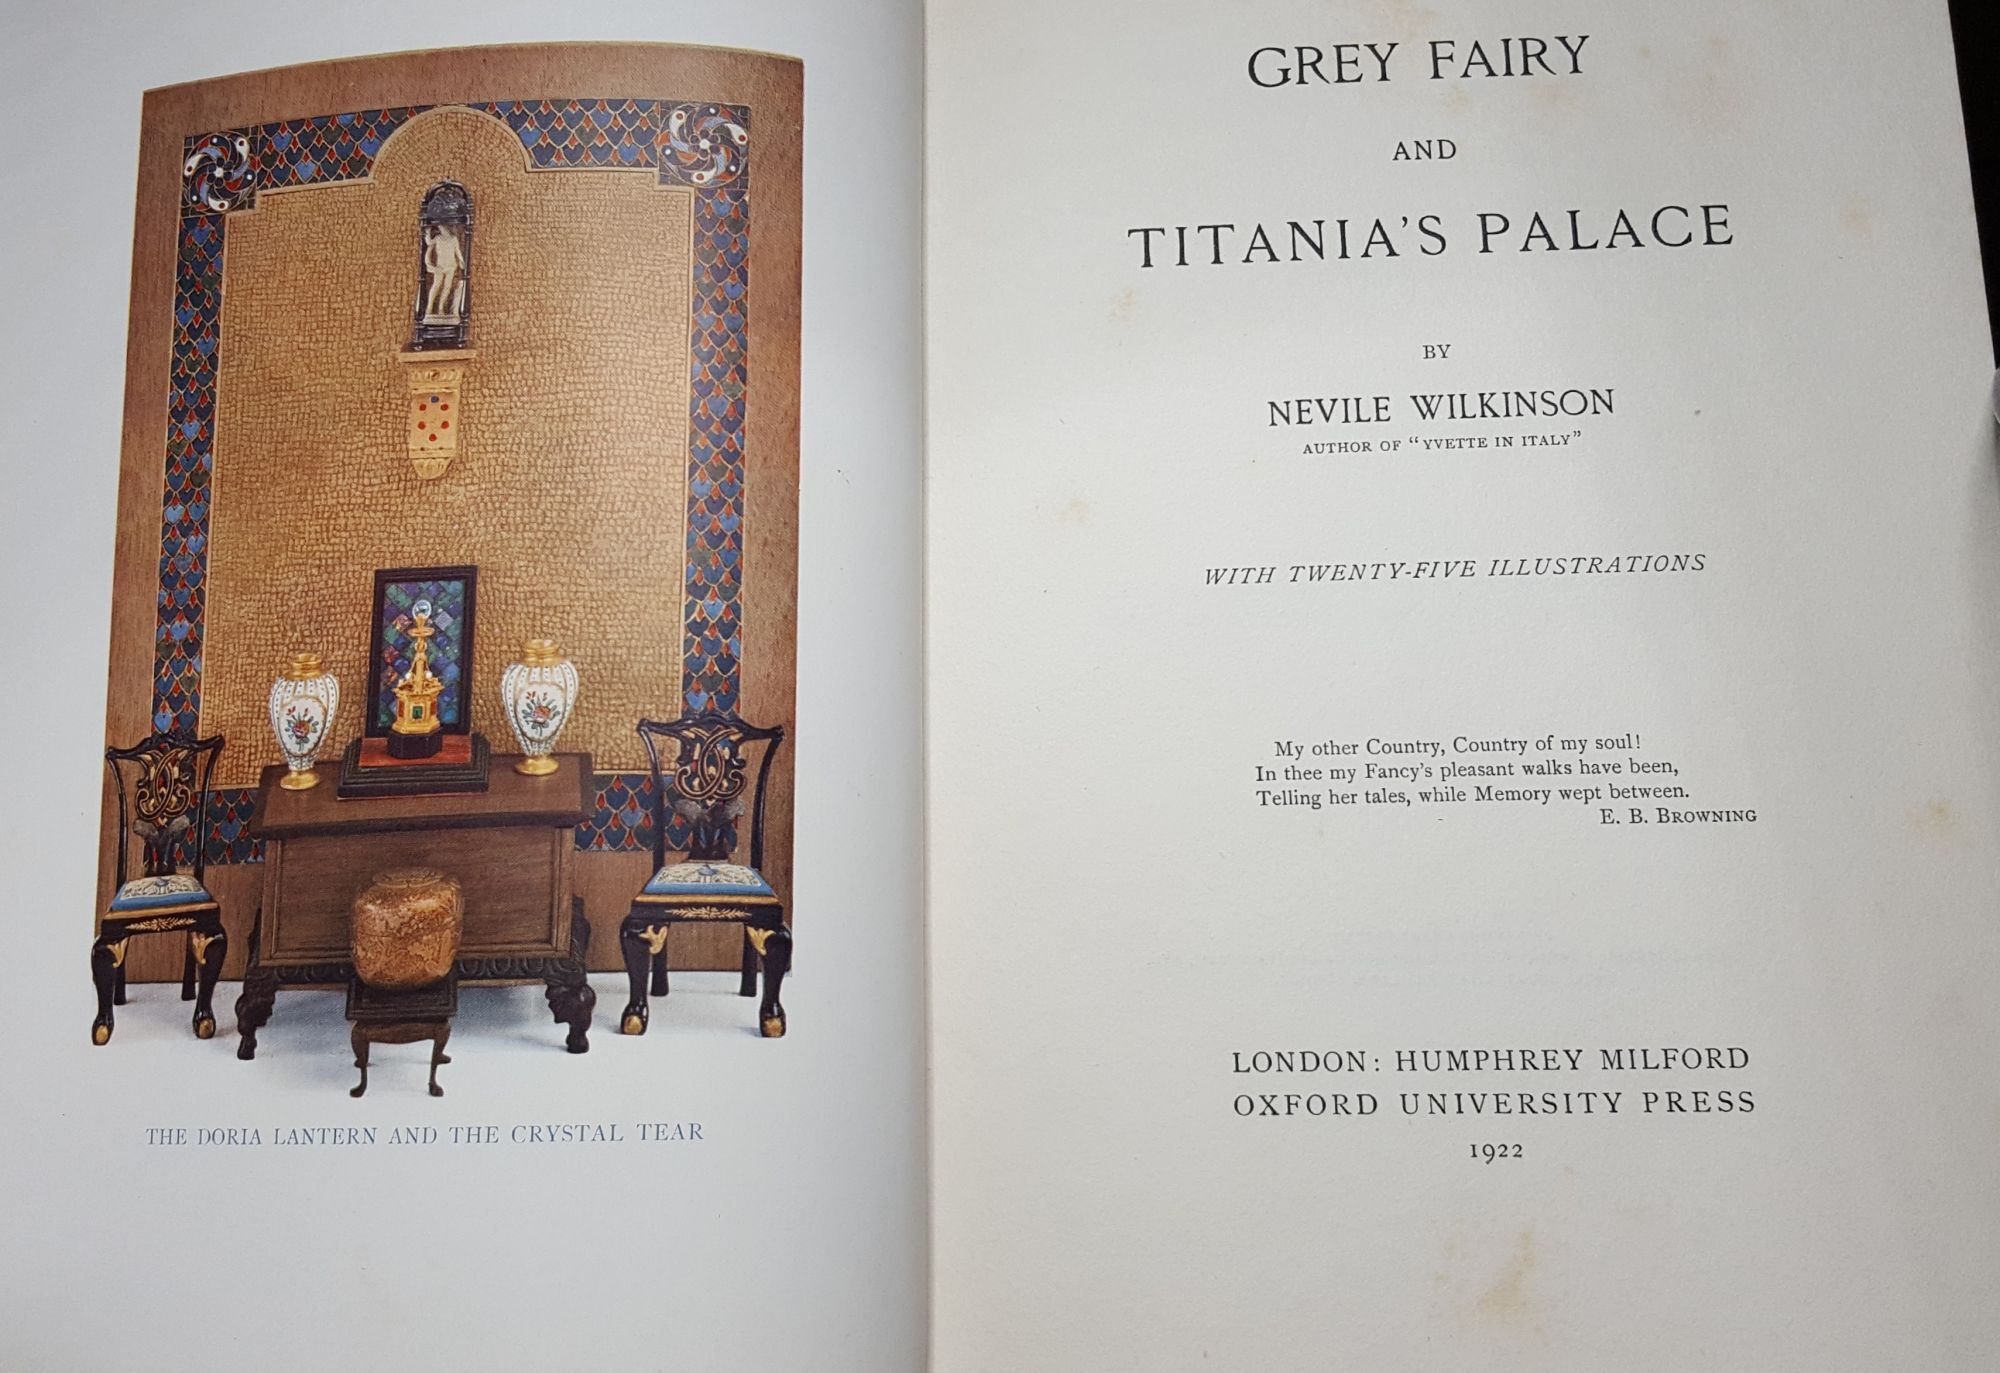 THE DORIA LANTERN AND THE CRYSTAL TEAR
GREY FAIRY
AND
TITANIA'S PALACE
BY
NEVILE WILKINSON
AUTHOR OF "YVETTE IN ITALY"
WITH TWENTY-FIVE ILLUSTRATIONS
My other Country, Country of my soul!
In thee my Fancy's pleasant walks have been,
Telling her tales, while Memory wept between.
E. B. BROWNING
LONDON: HUMPHREY MILFORD
OXFORD UNIVERSITY PRESS
1922